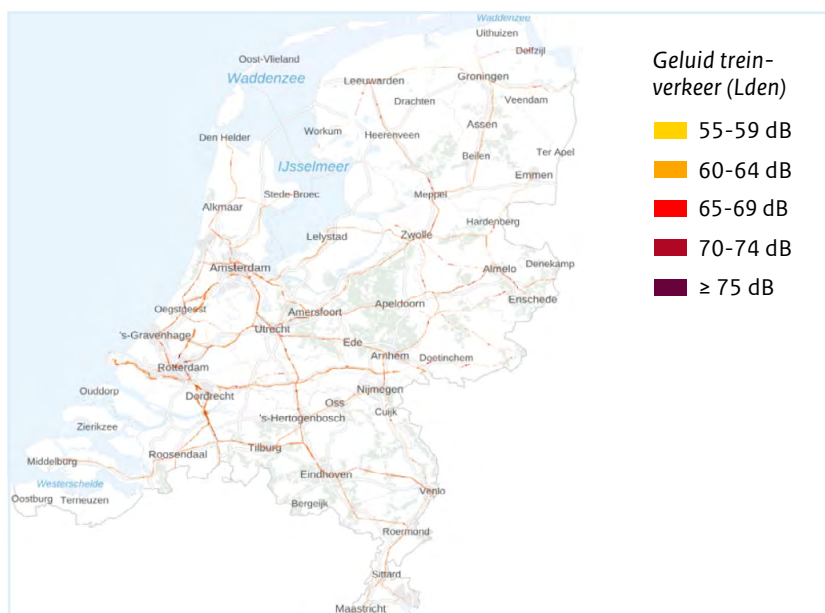 Waddenzee
Uithuizen
Delfzijl
Oost-Vlieland
Waddenzee
Leeuwarden
Groningen
Drachten
Veendam
Den Helder
Workum
Heerenveen
Assen
IJsselmeer
Beilen
Ter Apel
Emmen
Stede-Broec
Meppel
Alkmaar
Hardenberg
Lelystad
Zwolle
Amsterdam
Almelo
Denekamp
Oegstgeest
Amersfoort
Apeldoorn
Enschede
's-Gravenhage
Utrecht
Ede
Arnhem
Doetinchem
Rotterdam
Ouddorp
Dordrecht
Nijmegen
Oss
Cuijk
Zierikzee
's-Hertogenbosch
Middelburg
Roosendaal
Tilburg
Westerschelde
Eindhoven
Oostburg
Terneuzen
Bergeijk
Venlo
Roermond
Sittard
Maastricht
Geluid trein-
verkeer (Lden)
55-59 dB
60-64 dB
65-69 dB
70-74 dB
≥ 75 dB